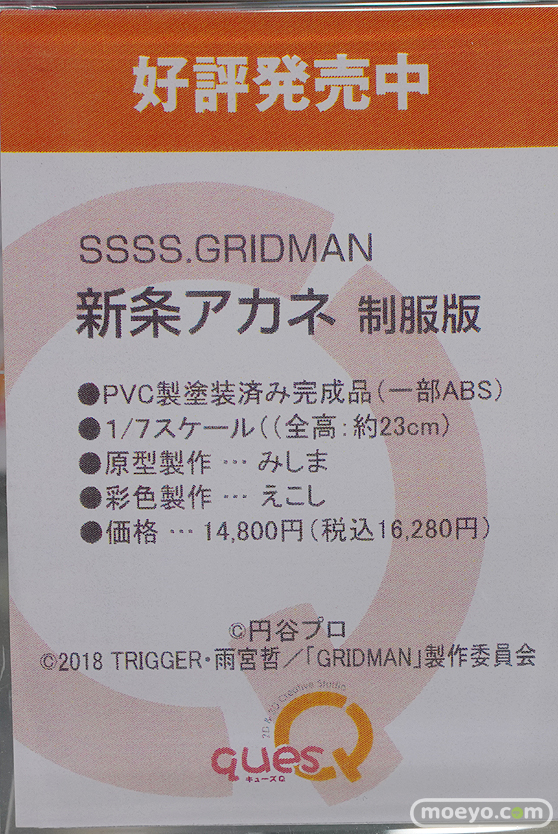 好評発売中
SSSS.GRIDMAN
新条アカネ 制服版
●PVC製塗装済み完成品(一部ABS)
●1/7スケール((全高:約23cm)
●原型製作 … みしま
●彩色製作 … えこし
●価格 … 14,800円(税込16,280円)
©円谷プロ
©2018 TRIGGER・雨宮哲/「GRIDMAN」製作委員会
2D & 3D Creative Studio
quesQ
キューズQ
moeyo.com